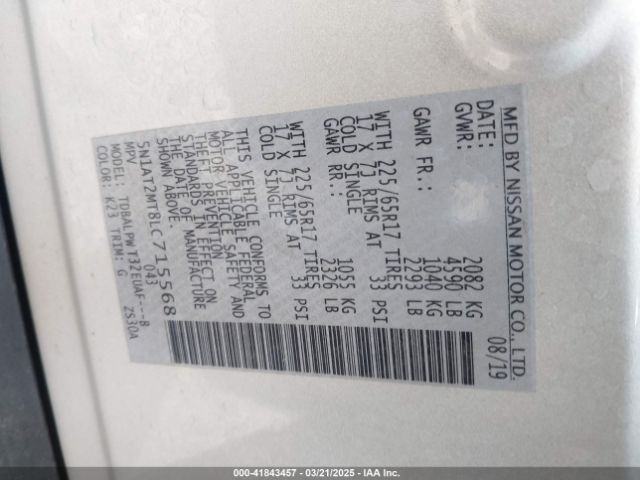 MFD BY NISSAN MOTOR CO., LTD.
DATE: 08/19
GVWR: 2082 KG
4590 LB
GAWR FR.: 1040 KG
2293 LB
WITH 225/65R17 TIRES
17 X 7J RIMS AT 33 PSI
COLD SINGLE
GAWR RR.: 1055 KG
2326 LB
WITH 225/65R17 TIRES
17 X 7J RIMS AT 33 PSI
COLD SINGLE
THIS VEHICLE CONFORMS TO
ALL APPLICABLE FEDERAL
MOTOR VEHICLE SAFETY AND
THEFT PREVENTION
STANDARDS IN EFFECT ON
THE DATE OF MANUFACTURE
SHOWN ABOVE.
5N1AT2MT8LC715568
MPV 043
MODEL: TDBALPWT32EUAF---B
COLOR: K23 TRIM: G 2S30A
000-41843457 | 03/21/2025 - TDA - Copart, Inc.